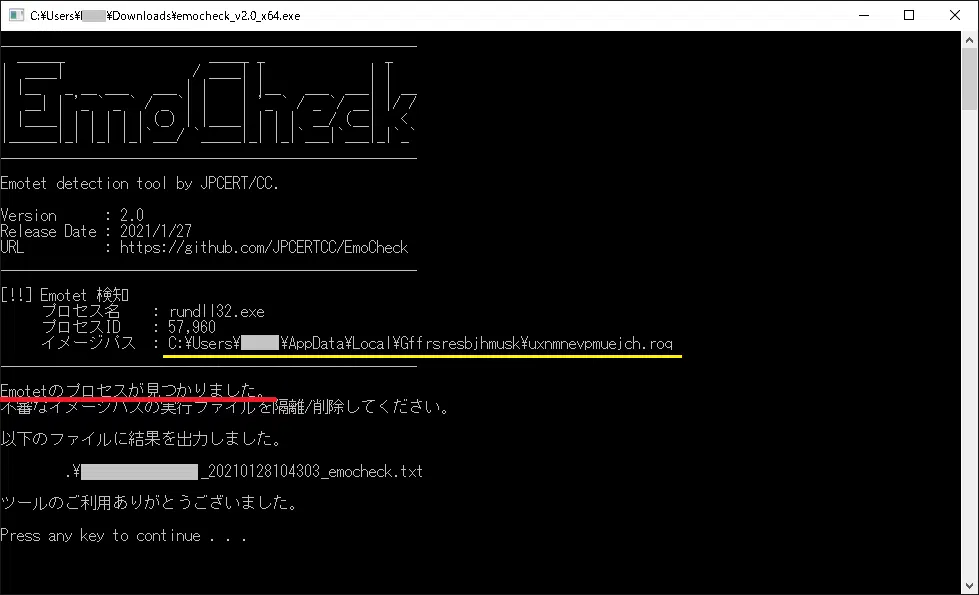 C:¥Users¥ ¥Downloads¥emocheck_v2.0_x64.exe
EmoCheck
Emotet detection tool by JPCERT/CC.
Version : 2.0
Release Date : 2021/1/27
URL : https://github.com/JPCERTCC/EmoCheck
[!!] Emotet 検知
プロセス名 : rundll32.exe
プロセスID : 57,960
イメージパス : C:¥Users¥ ¥AppData¥Local¥Gffrsresbjhmusk¥uxnmnevpmuejch.roq
Emotetのプロセスが見つかりました。
不審なイメージパスの実行ファイルを隔離/削除してください。
以下のファイルに結果を出力しました。
.¥ _20210128104303_emocheck.txt
ツールのご利用ありがとうございました。
Press any key to continue . . .